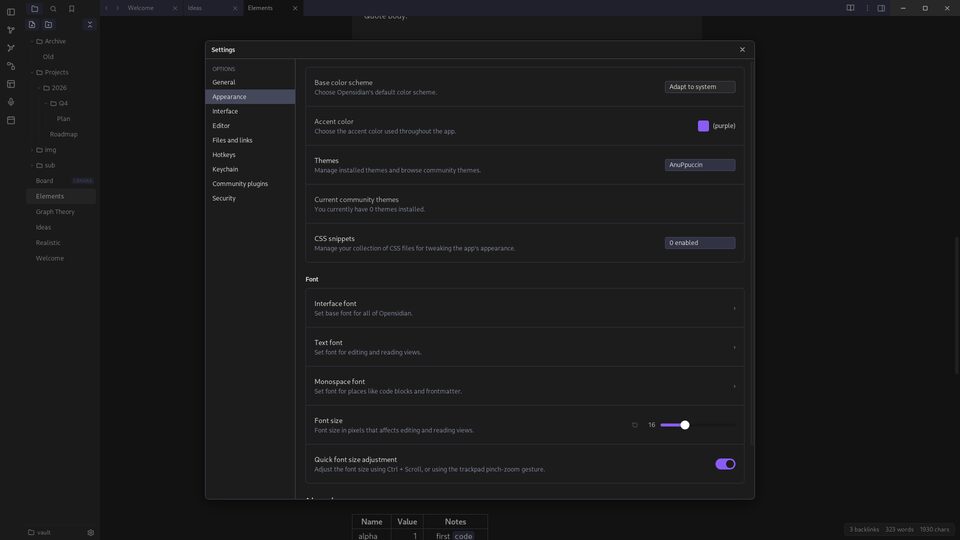 Welcome
Ideas
Elements
Quote body.
Archive
Old
Projects
2026
Q4
Plan
Roadmap
img
sub
Board
Elements
Graph Theory
Ideas
Realistic
Welcome
vault
Settings
OPTIONS
General
Appearance
Interface
Editor
Files and links
Hotkeys
Keychain
Community plugins
Security
Base color scheme
Choose Opensidian's default color scheme.
Adapt to system
Accent color
Choose the accent color used throughout the app.
(purple)
Themes
Manage installed themes and browse community themes.
AnuPpuccin
Current community themes
You currently have 0 themes installed.
CSS snippets
Manage your collection of CSS files for tweaking the app's appearance.
0 enabled
Font
Interface font
Set base font for all of Opensidian.
Text font
Set font for editing and reading views.
Monospace font
Set font for places like code blocks and frontmatter.
Font size
Font size in pixels that affects editing and reading views.
16
Quick font size adjustment
Adjust the font size using Ctrl + Scroll, or using the trackpad pinch-zoom gesture.
Name Value Notes
alpha 1 first code
3 backlinks 323 words 1930 chars